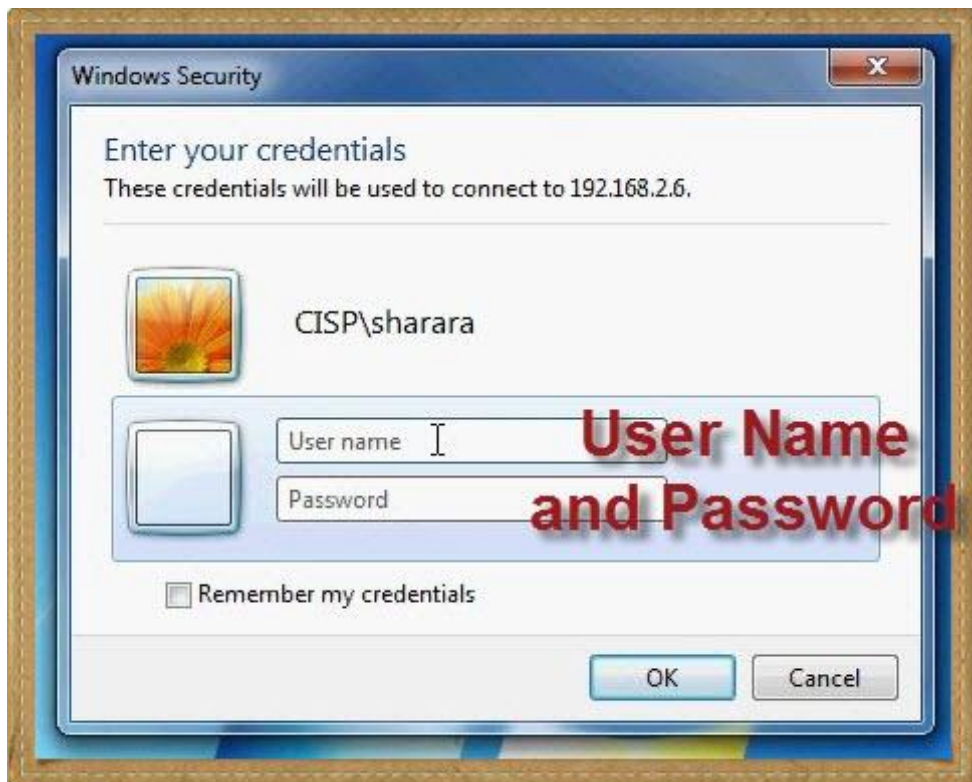 Windows Security
Enter your credentials
These credentials will be used to connect to 192.168.2.6.
CISP\sharara
User name
Password
User Name
and Password
Remember my credentials
OK
Cancel